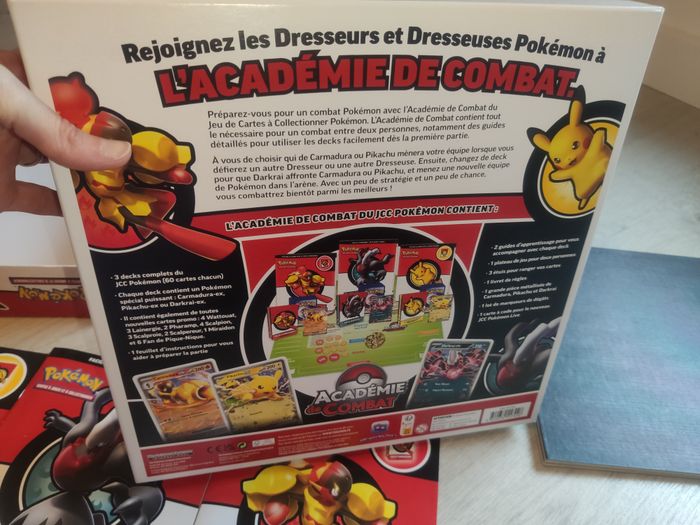 Rejoignez les Dresseurs et Dresseuses Pokémon à
L'ACADÉMIE DE COMBAT.
Préparez-vous pour un combat Pokémon avec l'Académie de Combat du
Jeu de Cartes à Collectionner Pokémon. L'Académie de Combat contient tout
le nécessaire pour un combat entre deux personnes, notamment des guides
détaillés pour utiliser les decks facilement dès la première partie.
À vous de choisir qui de Carmadura ou Pikachu mènera votre équipe lorsque vous
défierez un autre Dresseur ou une autre Dresseuse. Ensuite, changez de deck
pour que Darkrai affronte Carmadura ou Pikachu, et menez une nouvelle équipe
de Pokémon dans l'arène. Avec un peu de stratégie et un peu de chance,
vous combattrez bientôt parmi les meilleurs !
L'ACADÉMIE DE COMBAT DU JCC POKÉMON CONTIENT :
• 3 decks complets du
JCC Pokémon (60 cartes chacun)
• Chaque deck contient un Pokémon
spécial puissant : Carmadura-ex,
Pikachu-ex ou Darkrai-ex.
• Il contient également de toutes
nouvelles cartes promo : 4 Wattouat,
3 Lainergie, 2 Pharamp, 4 Scalpion,
3 Scalproie, 2 Scalpereur, 1 Miraidon
et 6 Fan de Pique-Nique.
• 1 feuillet d'instructions pour vous
aider à préparer la partie
• 2 guides d'apprentissage pour vous
accompagner avec chaque deck
• 1 plateau de jeu pour deux personnes
• 3 étuis pour ranger vos cartes
• 1 livret de règles
• 1 grande pièce métallisée de
Carmadura, Pikachu et Darkrai
• 1 lot de marqueurs de dégâts
• 1 carte à code pour le nouveau
JCC Pokémon Live
ACADÉMIE
de COMBAT
POKÉMON